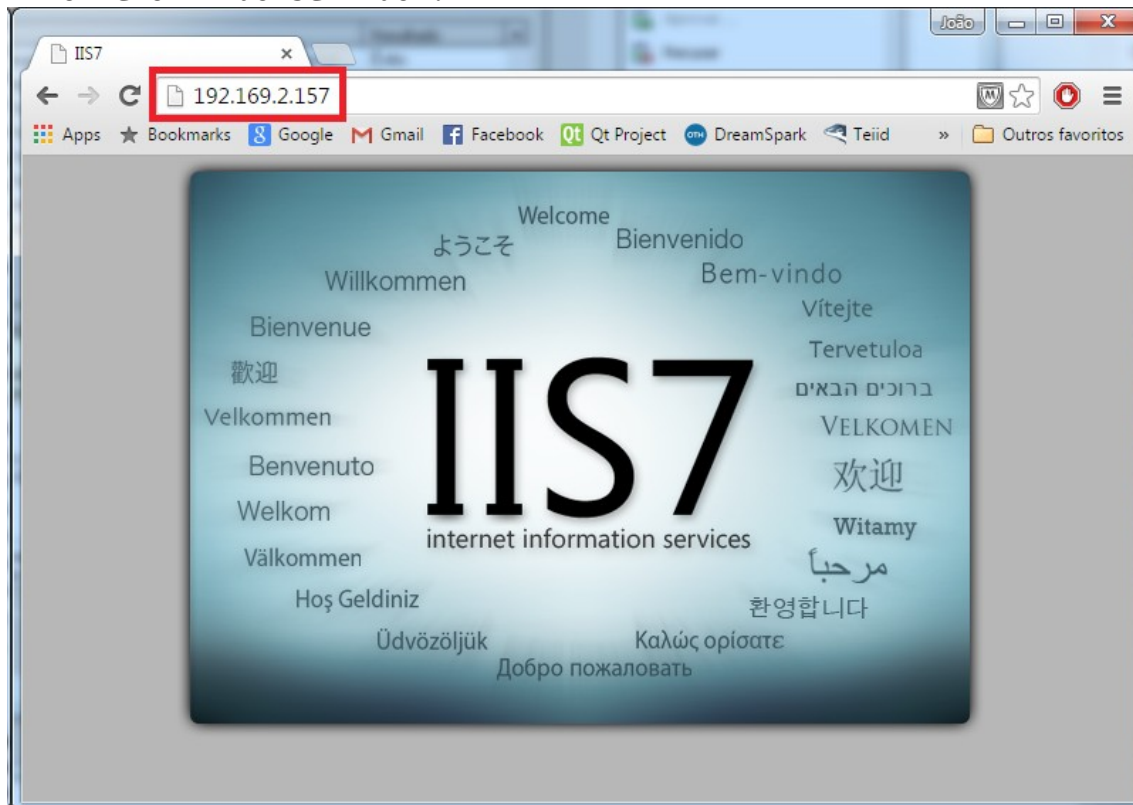 João
IIS7
192.169.2.157
Apps Bookmarks Google Gmail Facebook Qt Project DreamSpark Teiid » Outros favoritos
Welcome
ようこそ
Bienvenido
Willkommen
Bem-vindo
Vítejte
Bienvenue
Tervetuloa
歡迎
ברוכים הבאים
Velkommen
VELKOMEN
Benvenuto
欢迎
Welkom
Witamy
IIS7
internet information services
Välkommen
مرحباً
Hoş Geldiniz
환영합니다
Üdvözöljük
Καλώς ορίσατε
Добро пожаловать